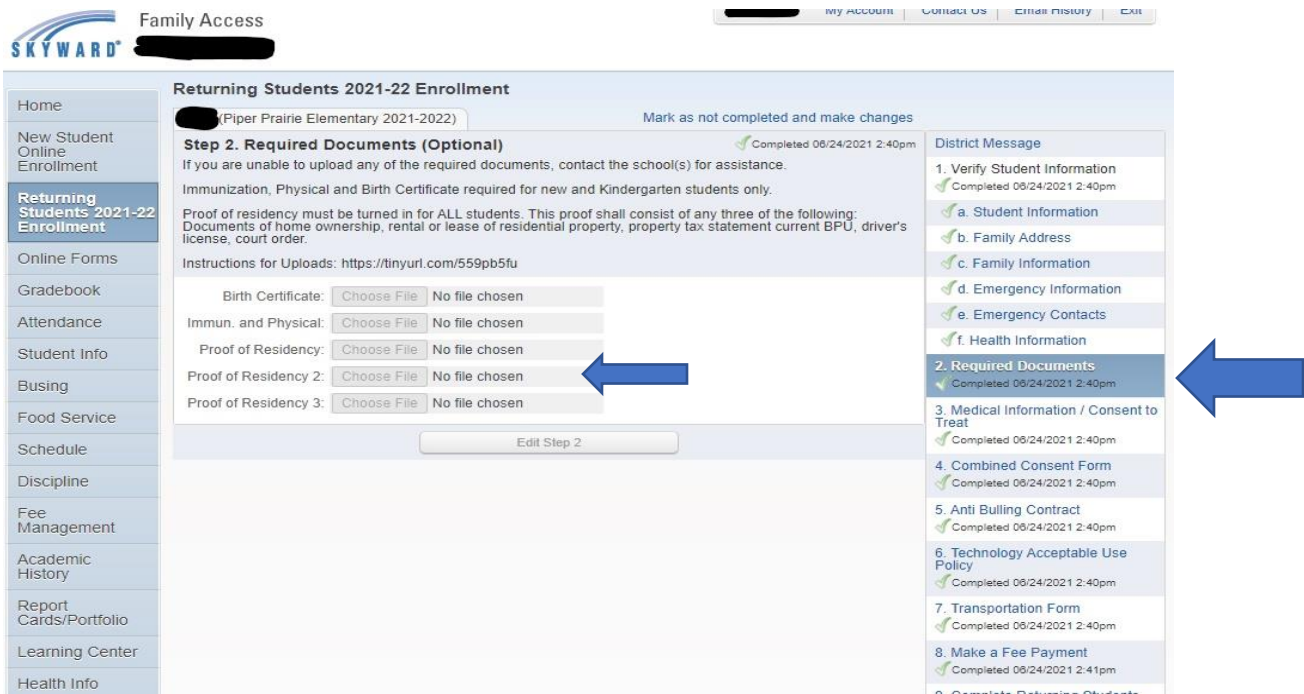 Family Access
My Account
Contact Us
Email History
Exit
SKYWARD®
Home
New Student
Online
Enrollment
Returning
Students 2021-22
Enrollment
Online Forms
Gradebook
Attendance
Student Info
Busing
Food Service
Schedule
Discipline
Fee
Management
Academic
History
Report
Cards/Portfolio
Learning Center
Health Info
Returning Students 2021-22 Enrollment
(Piper Prairie Elementary 2021-2022)
Mark as not completed and make changes
Step 2. Required Documents (Optional)
Completed 06/24/2021 2:40pm
If you are unable to upload any of the required documents, contact the school(s) for assistance.
Immunization, Physical and Birth Certificate required for new and Kindergarten students only.
Proof of residency must be turned in for ALL students. This proof shall consist of any three of the following:
Documents of home ownership, rental or lease of residential property, property tax statement current BPU, driver's
license, court order.
Instructions for Uploads: https://tinyurl.com/559pb5fu
Birth Certificate: Choose File No file chosen
Immun. and Physical: Choose File No file chosen
Proof of Residency: Choose File No file chosen
Proof of Residency 2: Choose File No file chosen
Proof of Residency 3: Choose File No file chosen
Edit Step 2
District Message
1. Verify Student Information
Completed 06/24/2021 2:40pm
a. Student Information
b. Family Address
c. Family Information
d. Emergency Information
e. Emergency Contacts
f. Health Information
2. Required Documents
Completed 06/24/2021 2:40pm
3. Medical Information / Consent to
Treat
Completed 06/24/2021 2:40pm
4. Combined Consent Form
Completed 06/24/2021 2:40pm
5. Anti Bulling Contract
Completed 06/24/2021 2:40pm
6. Technology Acceptable Use
Policy
Completed 06/24/2021 2:40pm
7. Transportation Form
Completed 06/24/2021 2:40pm
8. Make a Fee Payment
Completed 06/24/2021 2:41pm
9. Complete Returning Students